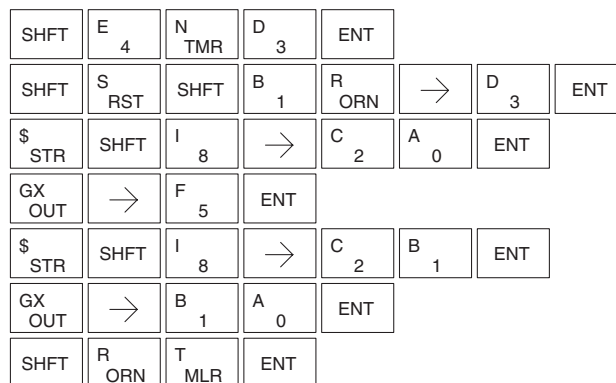 SHFT E 4 N TMR D 3 ENT
SHFT S RST SHFT B 1 R ORN → D 3 ENT
$ STR SHFT I 8 → C 2 A 0 ENT
GX OUT → F 5 ENT
$ STR SHFT I 8 → C 2 B 1 ENT
GX OUT → B 1 A 0 ENT
SHFT R ORN T MLR ENT